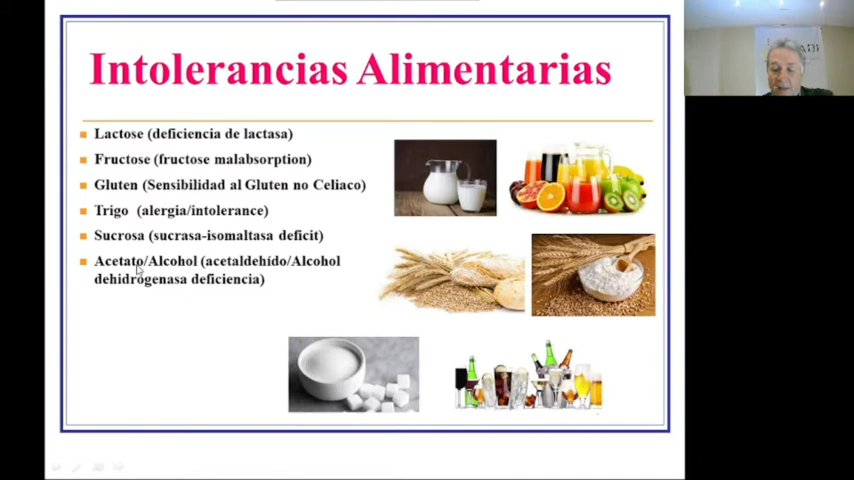 Intolerancias Alimentarias
Lactose (deficiencia de lactasa)
Fructose (fructose malabsorption)
Gluten (Sensibilidad al Gluten no Celiaco)
Trigo (alergia/intolerance)
Sucrosa (sucrasa-isomaltasa deficit)
Acetato/Alcohol (acetaldehído/Alcohol
dehidrogenasa deficiencia)